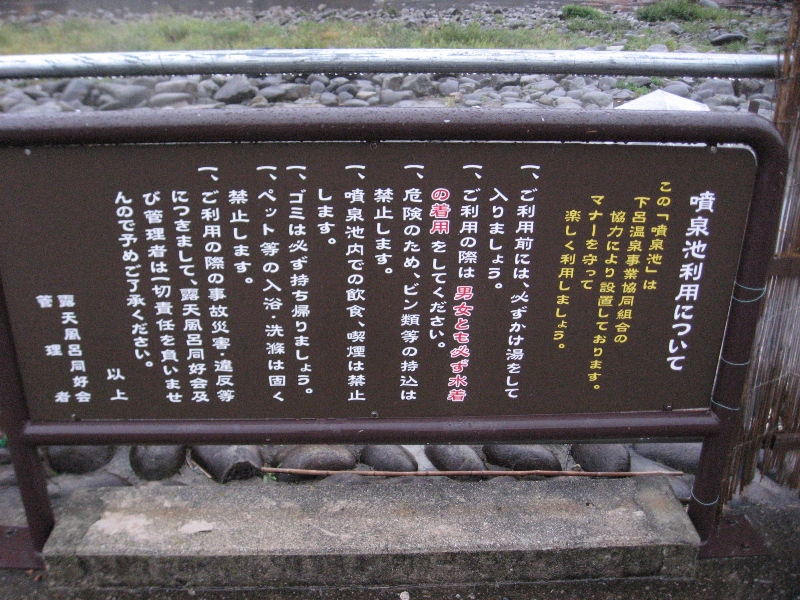 噴泉池利用について
この「噴泉池」は
下呂温泉事業協同組合の
協力により設置しております。
マナーを守って
楽しく利用しましょう。
一、ご利用前には、必ずかけ湯をして
入りましょう。
一、ご利用の際は男女とも必ず水着
の着用をしてください。
一、危険のため、ビン類等の持込は
禁止します。
一、噴泉池内での飲食、喫煙は禁止
します。
一、ゴミは必ず持ち帰りましょう。
一、ペット等の入浴・洗滌は固く
禁止します。
一、ご利用の際の事故災害・違反等
につきまして、露天風呂同好会及
び管理者は一切責任を負いませ
んので予めご了承ください。
以上
露天風呂同好会
管理者